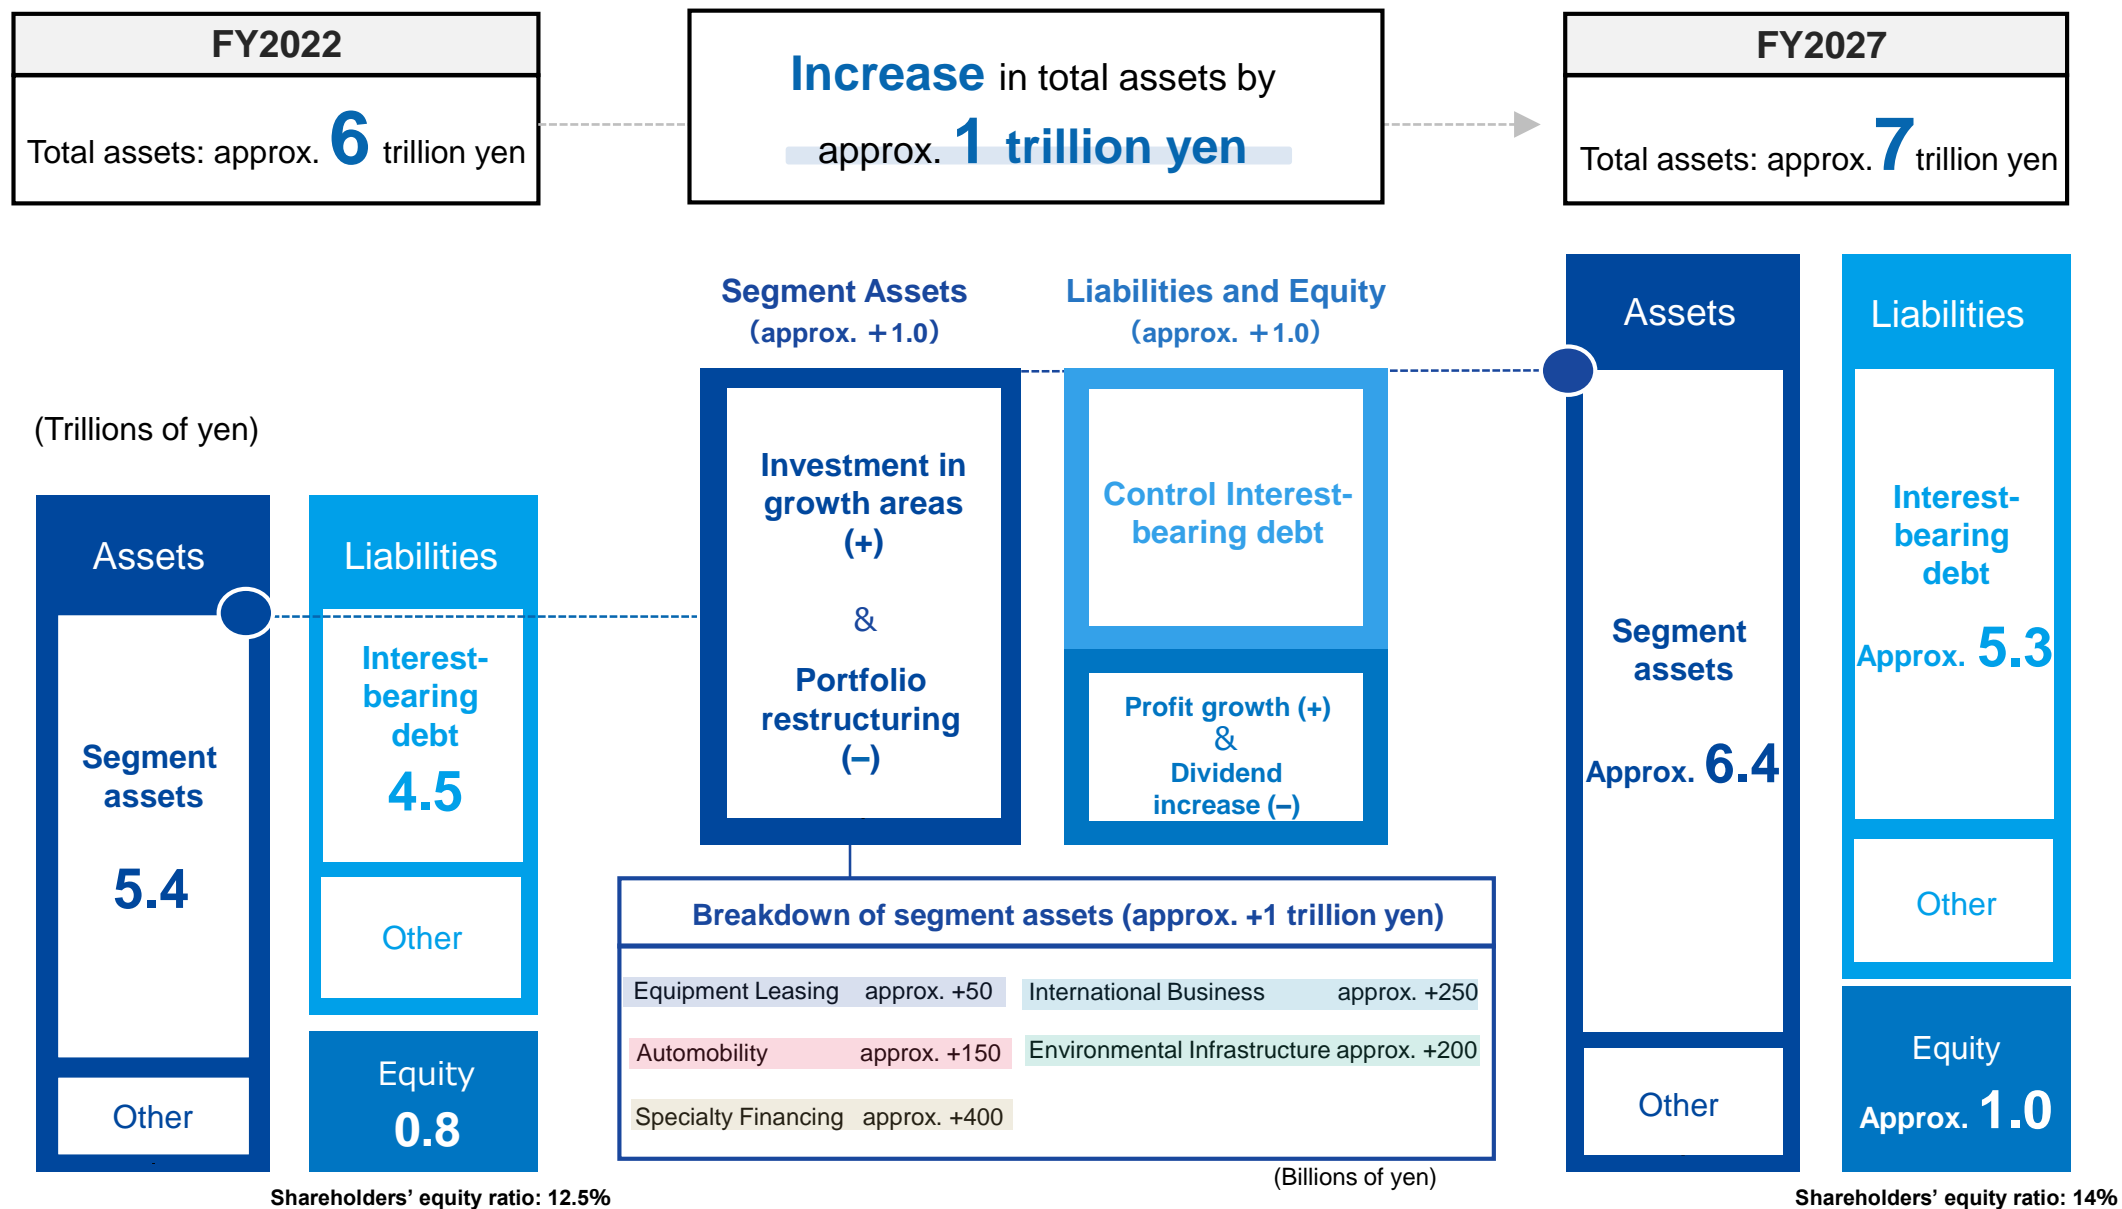 FY2022
Total assets: approx. 6 trillion yen
Increase in total assets by
approx. 1 trillion yen
FY2027
Total assets: approx. 7 trillion yen
(Trillions of yen)
Assets
Segment
assets
5.4
Other
Liabilities
Interest-
bearing
debt
4.5
Other
Equity
0.8
Shareholders’ equity ratio: 12.5%
Segment Assets
(approx. +1.0)
Investment in
growth areas
(+)
&
Portfolio
restructuring
(–)
Liabilities and Equity
(approx. +1.0)
Control Interest-
bearing debt
Profit growth (+)
&
Dividend
increase (–)
Breakdown of segment assets (approx. +1 trillion yen)
Equipment Leasing approx. +50
International Business approx. +250
Automobility approx. +150
Environmental Infrastructure approx. +200
Specialty Financing approx. +400
(Billions of yen)
Assets
Segment
assets
Approx. 6.4
Other
Liabilities
Interest-
bearing
debt
Approx. 5.3
Other
Equity
Approx. 1.0
Shareholders’ equity ratio: 14%